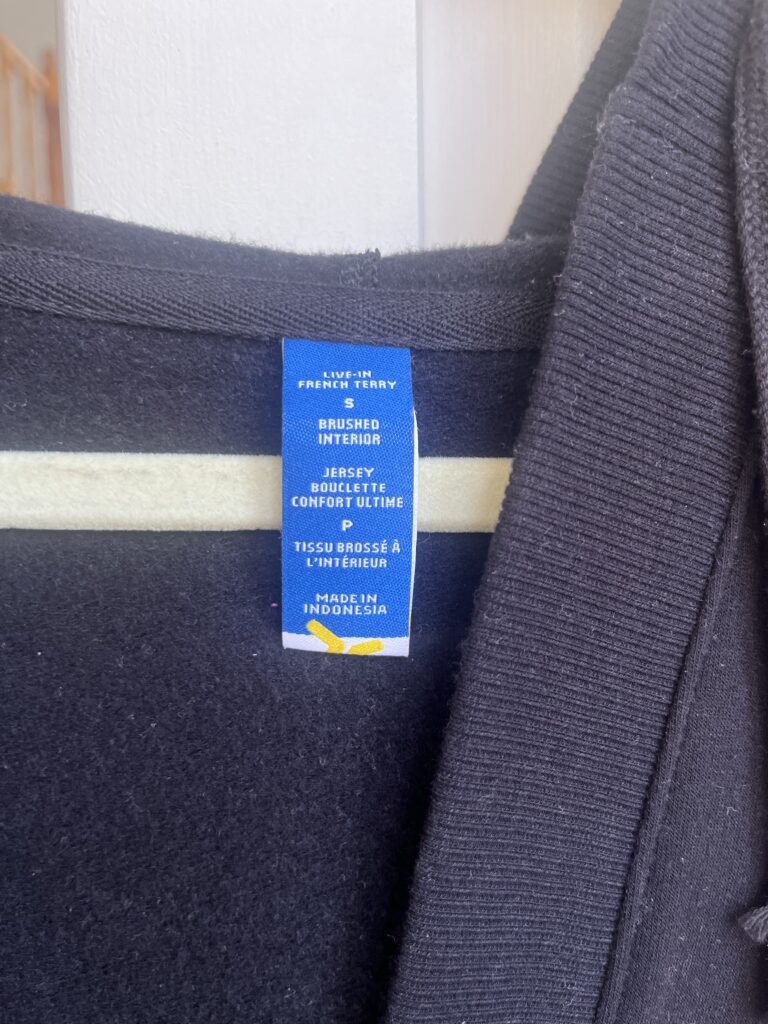 LIVE-IN
FRENCH TERRY
S
BRUSHED
INTERIOR
JERSEY
BOUCLETTE
CONFORT ULTIME
P
TISSU BROSSÉ À
L'INTÉRIEUR
MADE IN
INDONESIA